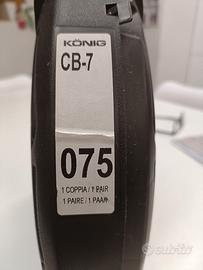 KÖNIG
CB-7
075
1 COPPIA / 1 PAIR
1 PAIRE / 1 PAAR
subito